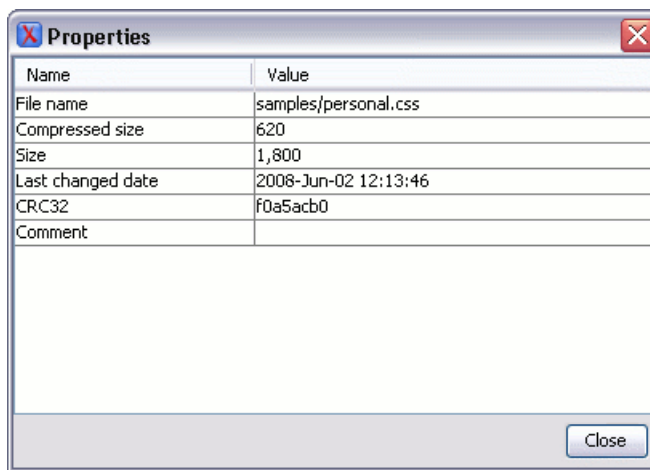 Properties
Name Value
File name samples/personal.css
Compressed size 620
Size 1,800
Last changed date 2008-Jun-02 12:13:46
CRC32 f0a5acb0
Comment
Close